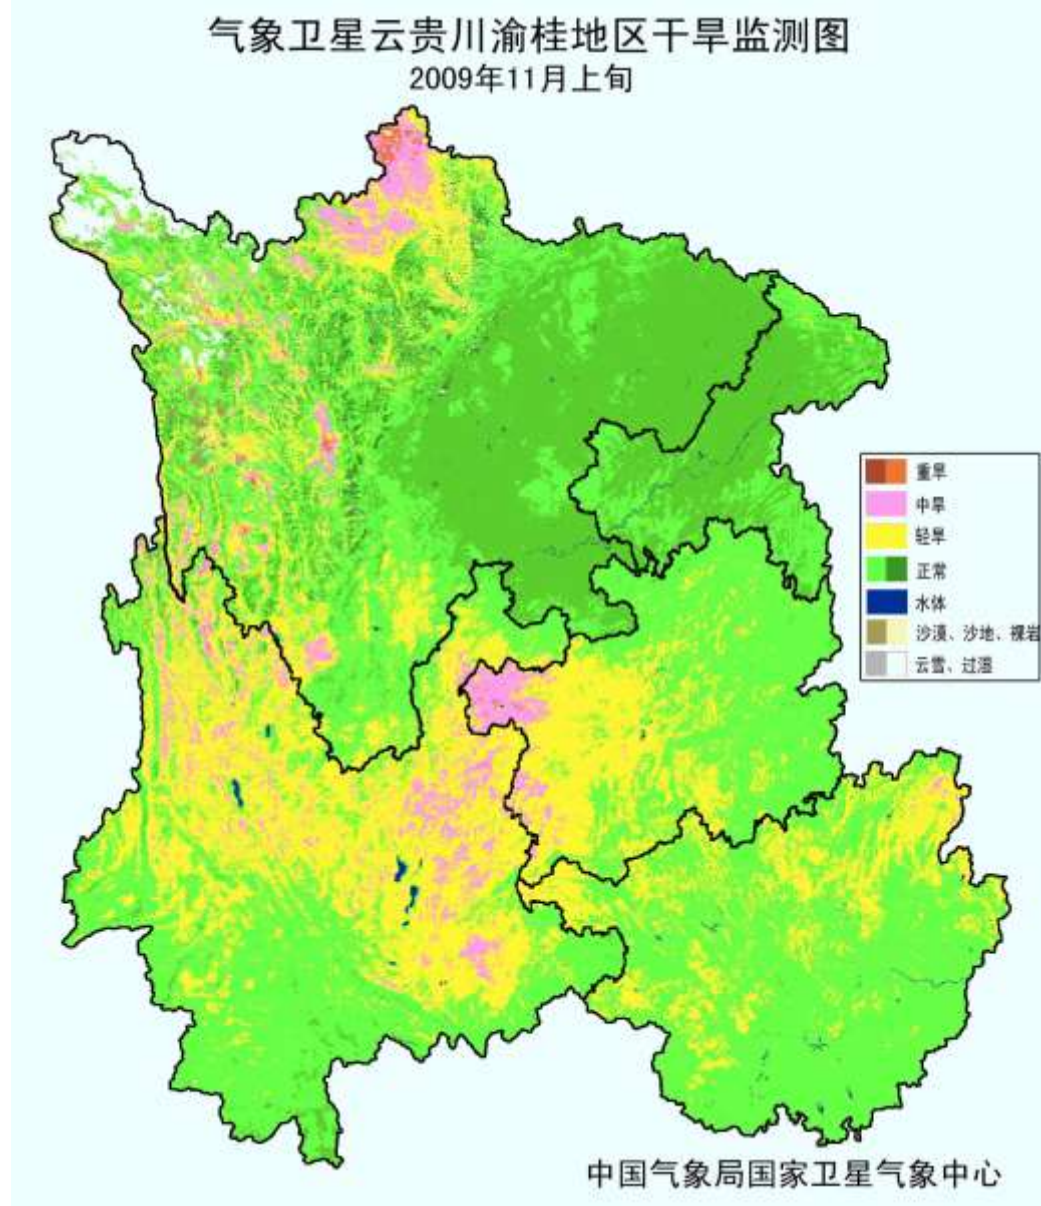 气象卫星云贵川渝桂地区干旱监测图
2009年11月上旬
重旱
中旱
轻旱
正常
水体
沙漠、沙地、裸岩
云雪、过湿
中国气象局国家卫星气象中心